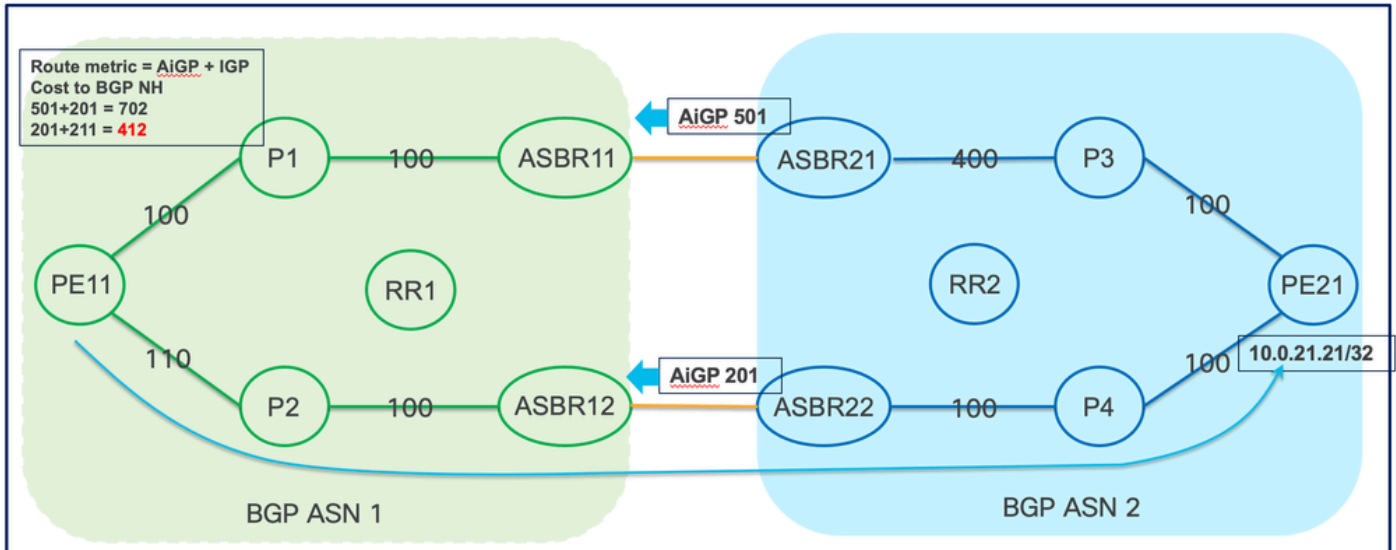 Route metric = AiGP + IGP
Cost to BGP NH
501+201 = 702
201+211 = 412
AiGP 501
P1
100
ASBR11
ASBR21
400
P3
100
100
PE11
RR1
RR2
PE21
110
AiGP 201
100
10.0.21.21/32
P2
100
ASBR12
ASBR22
100
P4
BGP ASN 1
BGP ASN 2